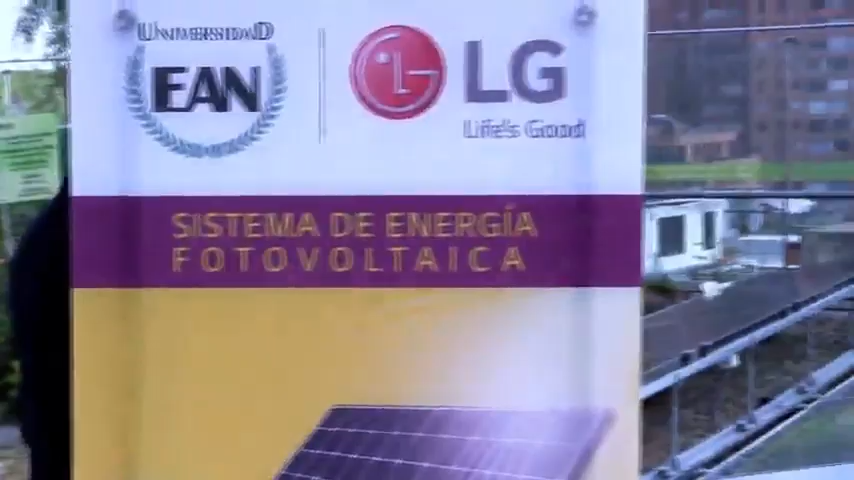 UNIVERSIDAD
EAN
LG
Life's Good
SISTEMA DE ENERGÍA
FOTOVOLTAICA